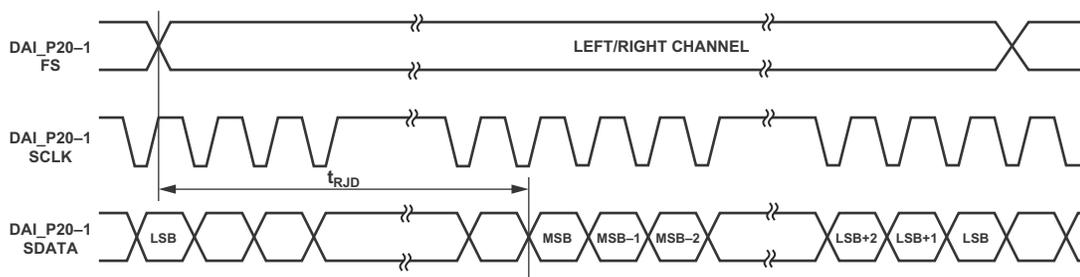 DAI_P20–1
FS
LEFT/RIGHT CHANNEL
DAI_P20–1
SCLK
tRJD
DAI_P20–1
SDATA
LSB
MSB
MSB–1
MSB–2
LSB+2
LSB+1
LSB